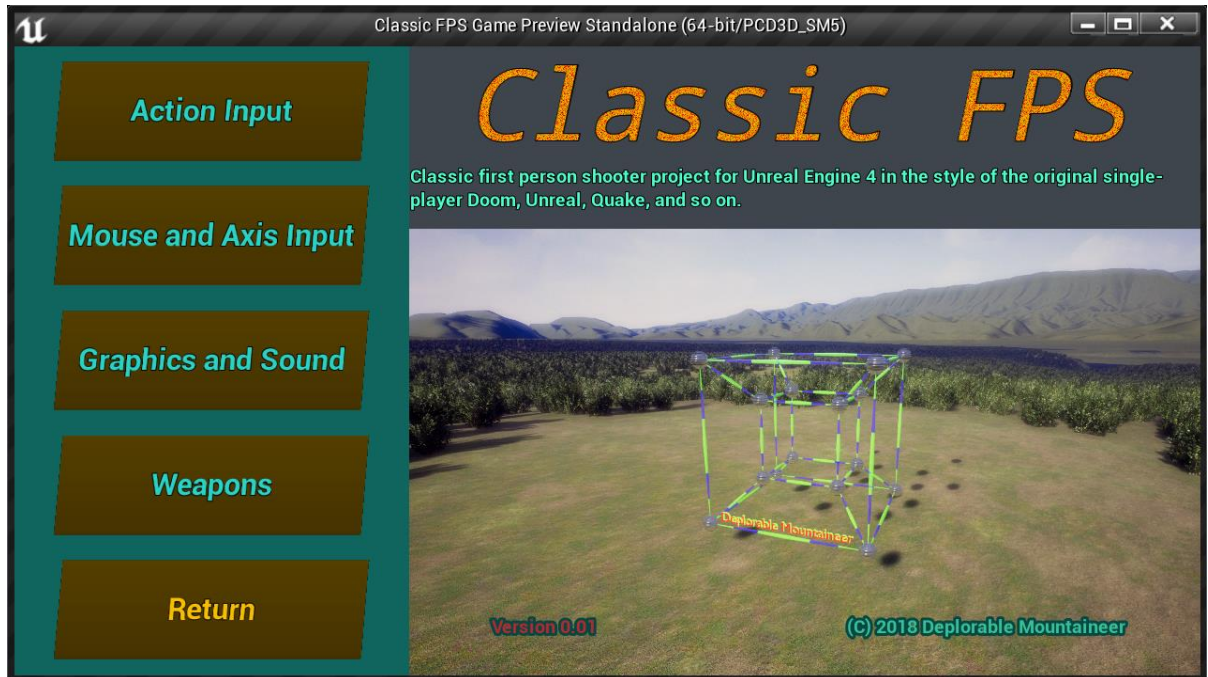 Classic FPS Game Preview Standalone (64-bit/PCD3D_SM5)
Action Input
Mouse and Axis Input
Graphics and Sound
Weapons
Return
Classic FPS
Classic first person shooter project for Unreal Engine 4 in the style of the original single-
player Doom, Unreal, Quake, and so on.
Deplorable Mountaineer
Version 0.01
(C) 2018 Deplorable Mountaineer